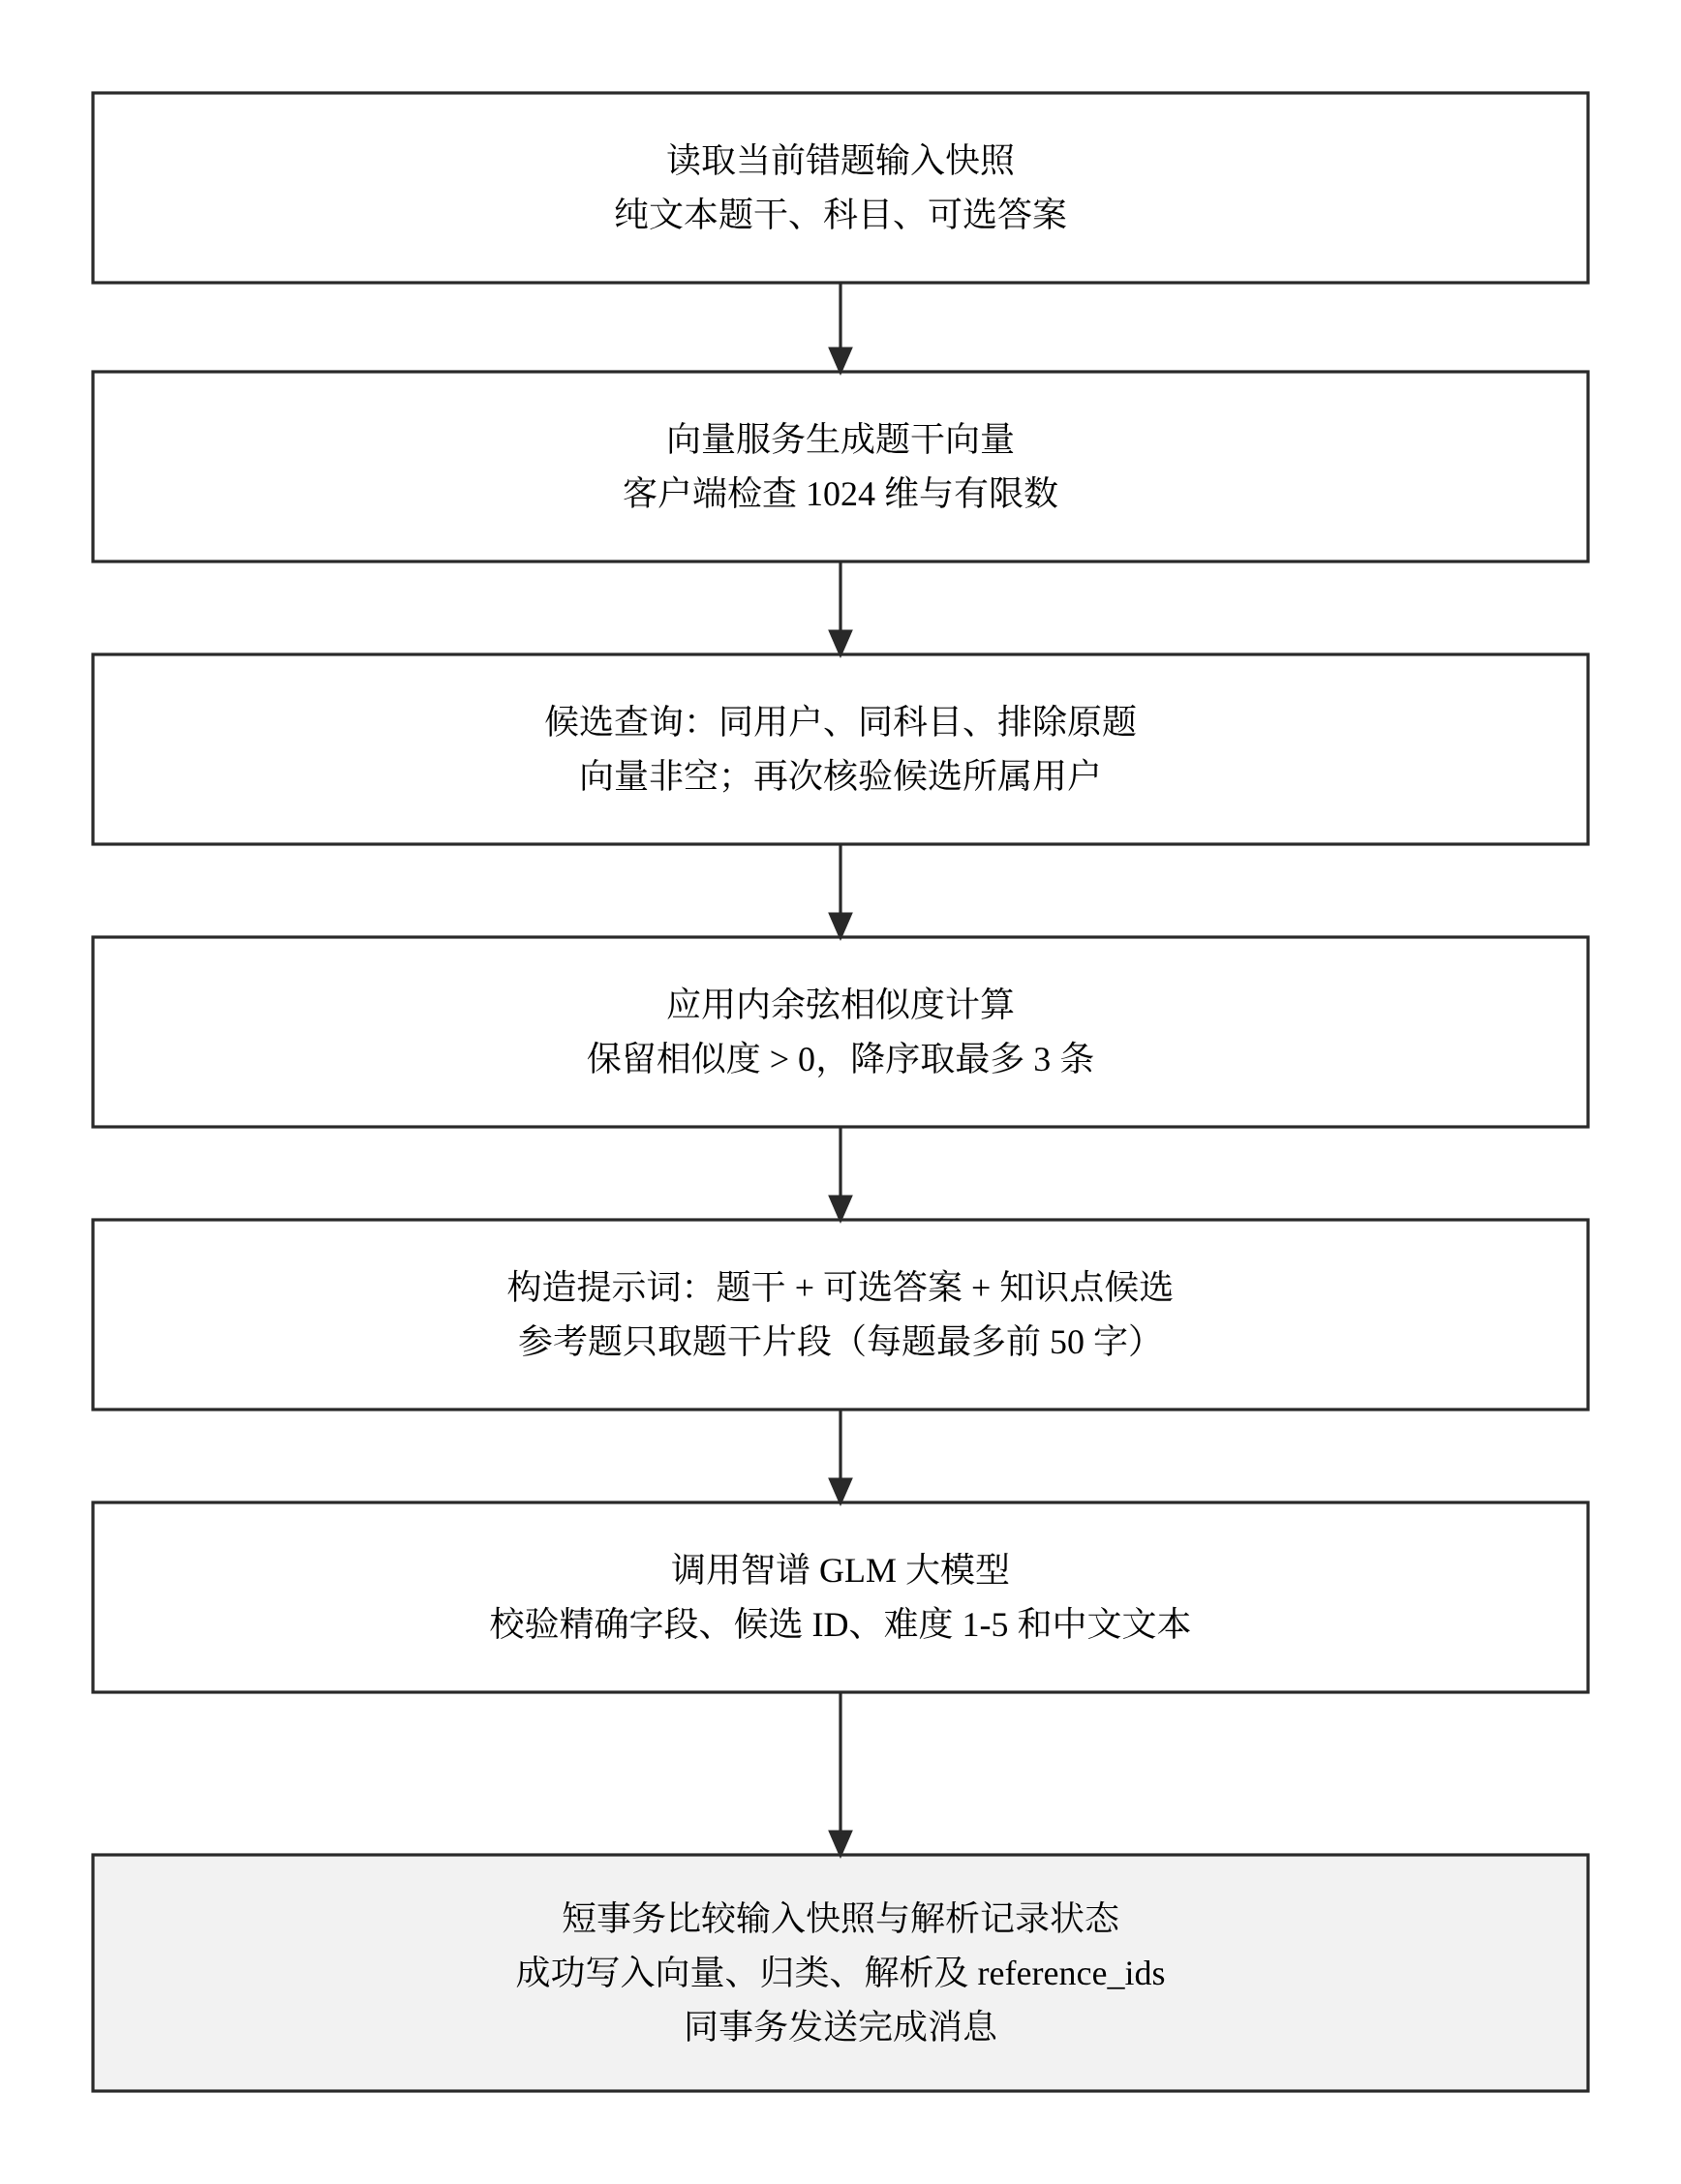 读取当前错题输入快照
纯文本题干、科目、可选答案
向量服务生成题干向量
客户端检查 1024 维与有限数
候选查询：同用户、同科目、排除原题
向量非空；再次核验候选所属用户
应用内余弦相似度计算
保留相似度 > 0，降序取最多 3 条
构造提示词：题干 + 可选答案 + 知识点候选
参考题只取题干片段（每题最多前 50 字）
调用智谱 GLM 大模型
校验精确字段、候选 ID、难度 1-5 和中文文本
短事务比较输入快照与解析记录状态
成功写入向量、归类、解析及 reference_ids
同事务发送完成消息